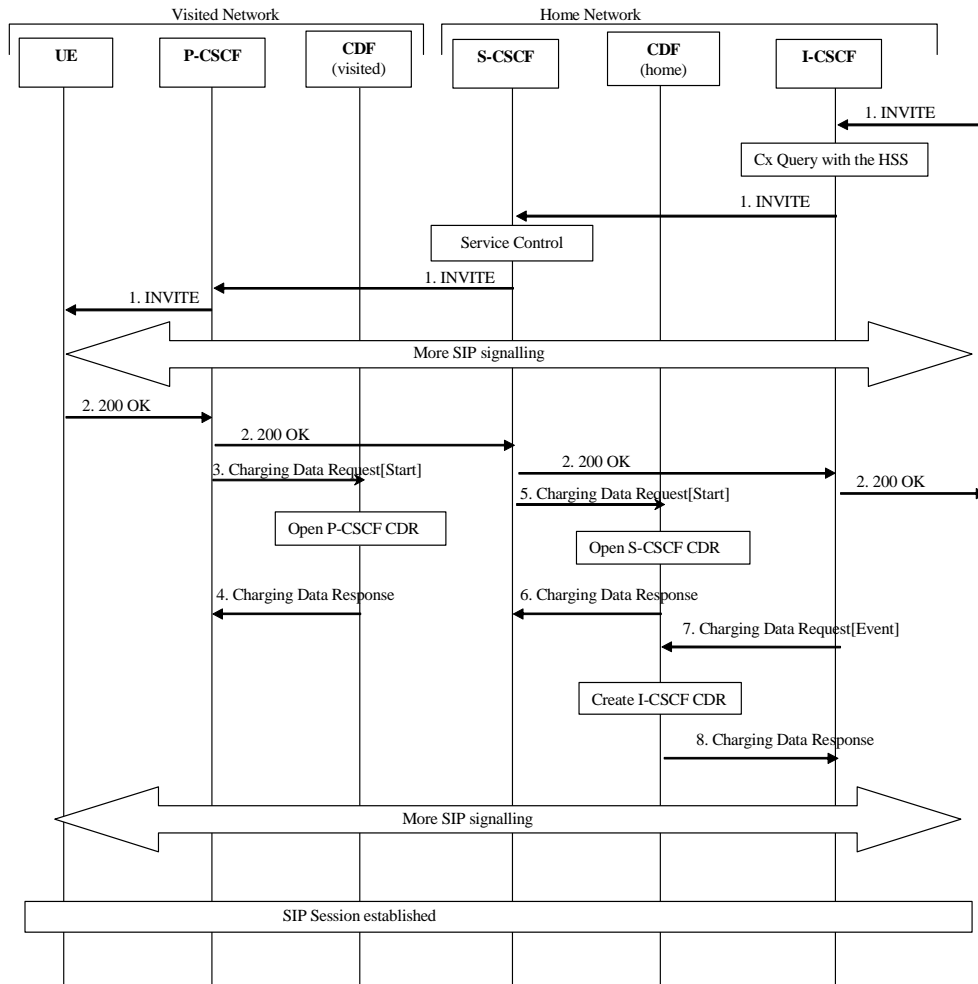 Visited Network
Home Network
UE
P-CSCF
CDF
(visited)
S-CSCF
CDF
(home)
I-CSCF
1. INVITE
Cx Query with the HSS
1. INVITE
Service Control
1. INVITE
1. INVITE
More SIP signalling
2. 200 OK
2. 200 OK
2. 200 OK
3. Charging Data Request[Start]
2. 200 OK
5. Charging Data Request[Start]
Open P-CSCF CDR
Open S-CSCF CDR
4. Charging Data Response
6. Charging Data Response
7. Charging Data Request[Event]
Create I-CSCF CDR
8. Charging Data Response
More SIP signalling
SIP Session established